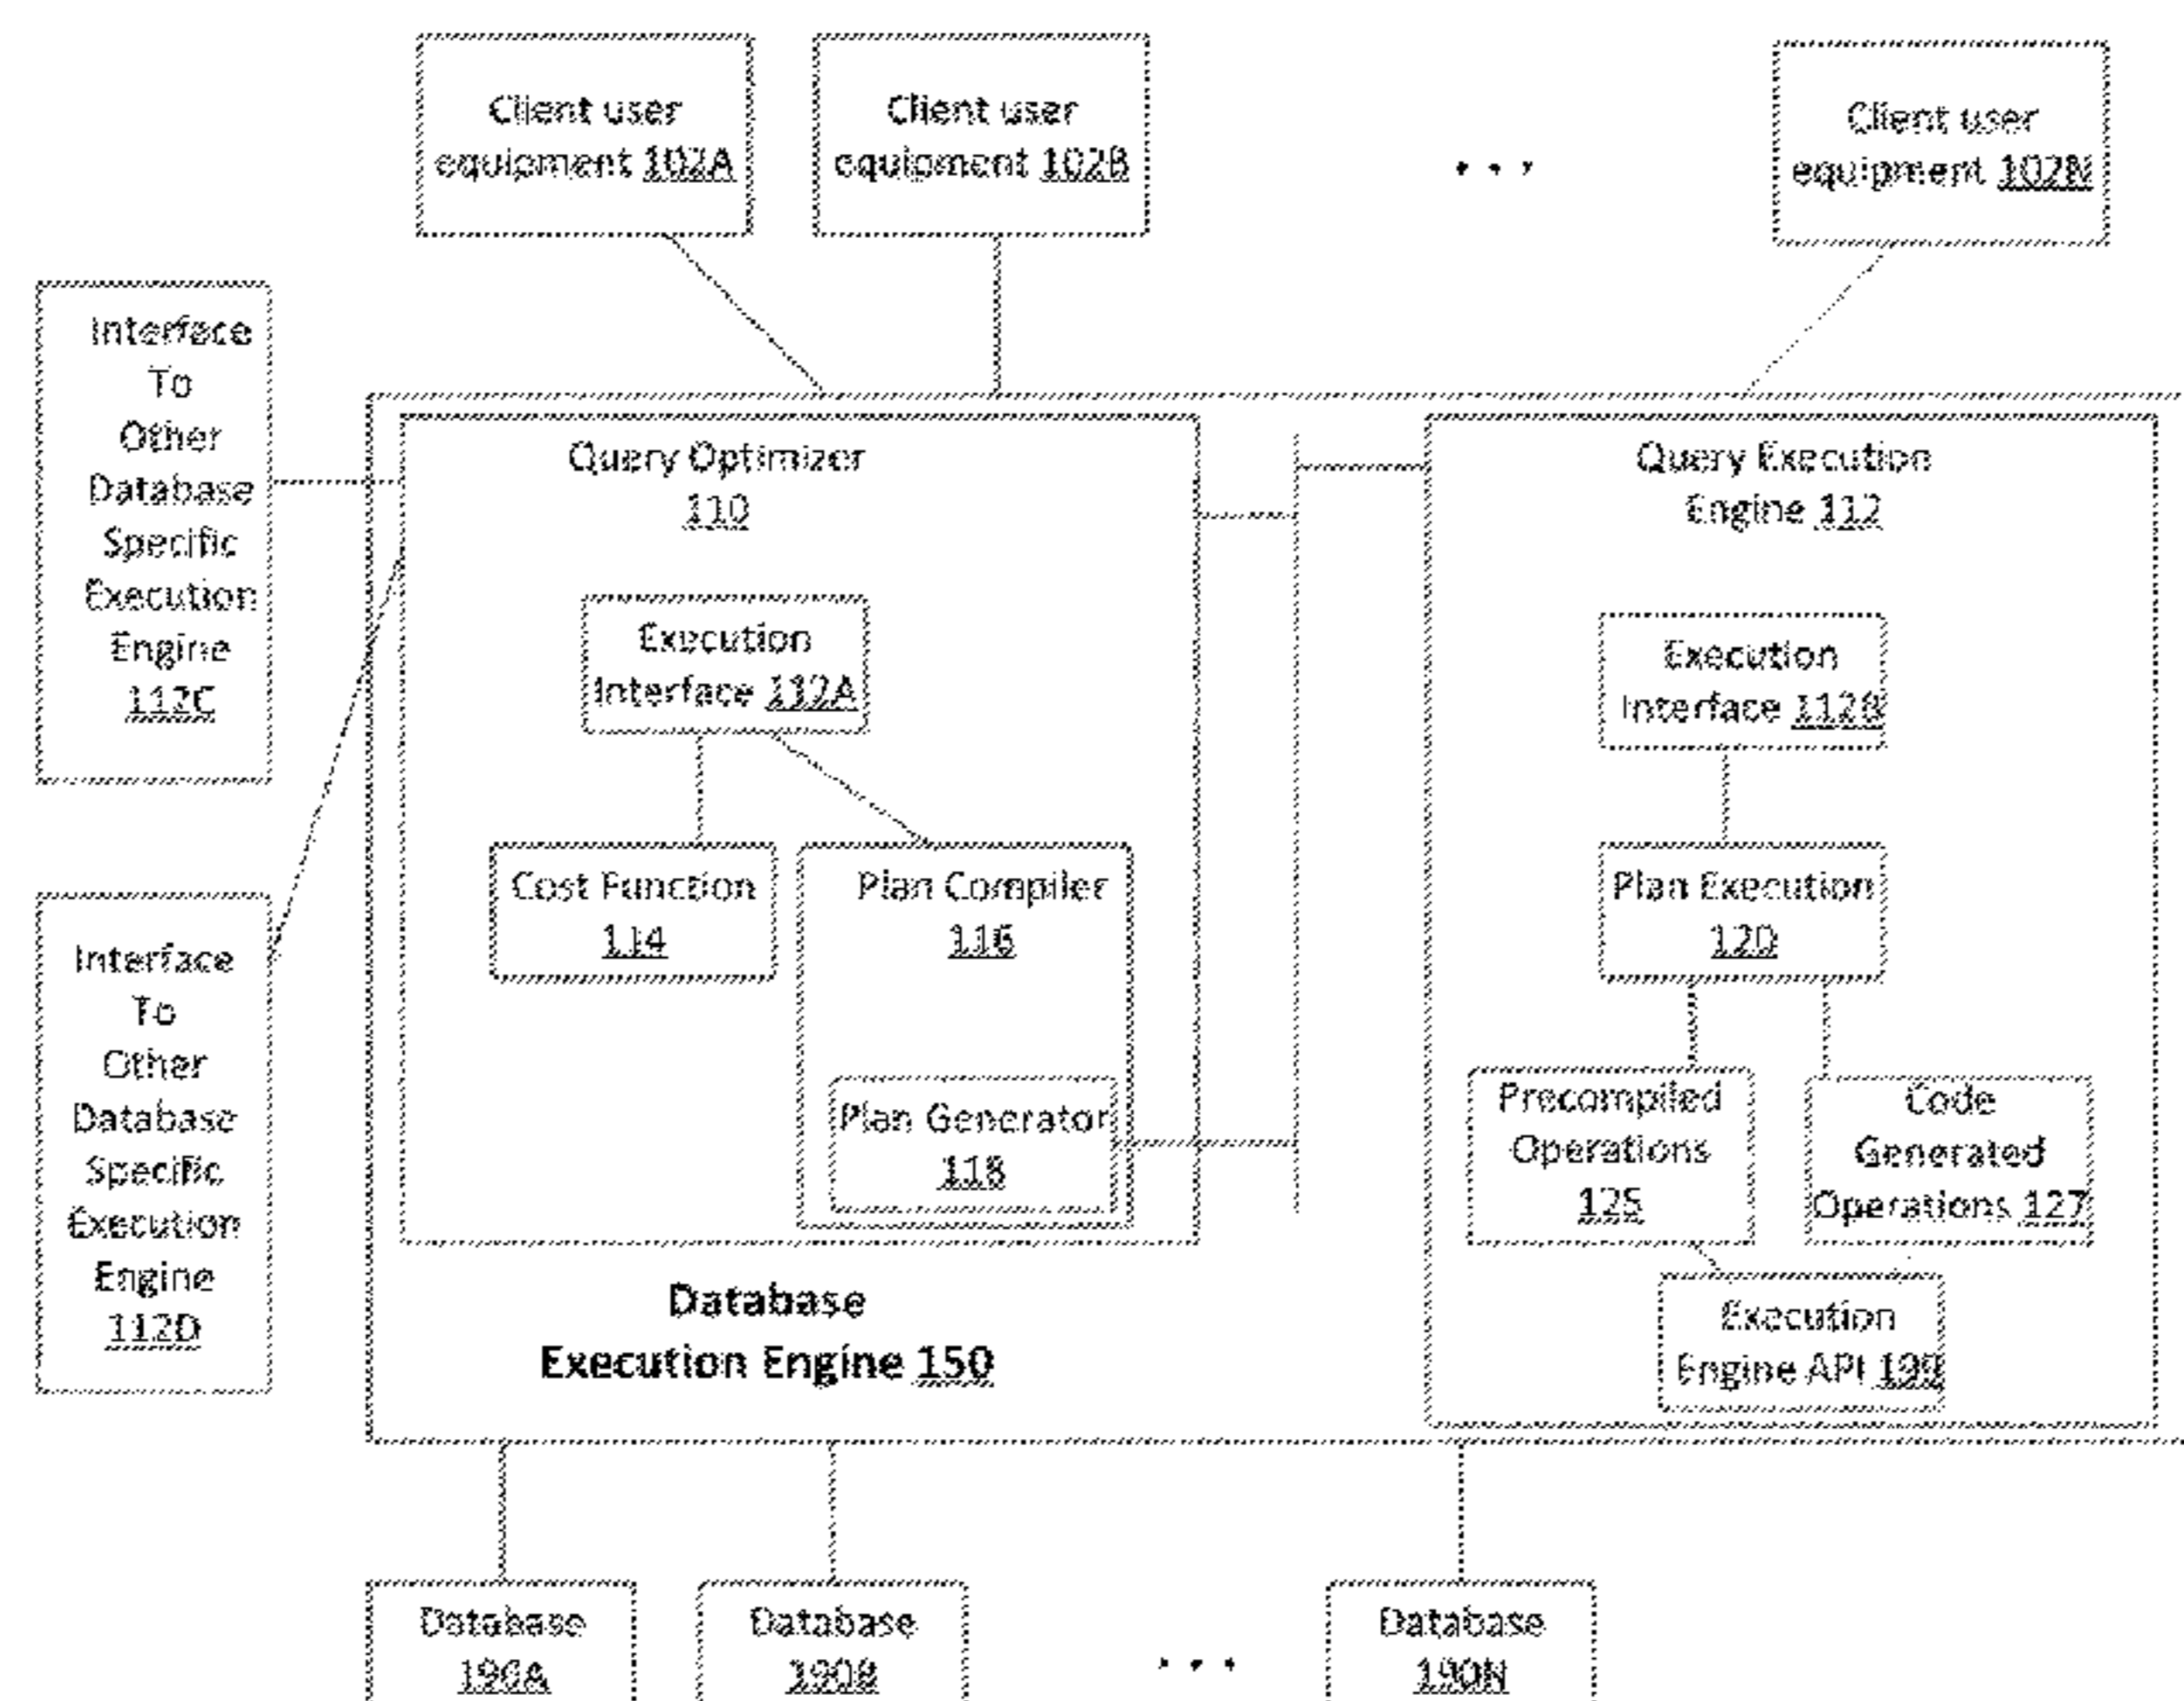 Client user
equipment 102A
Client user
equipment 102B
. . .
Client user
equipment 102N
Interface
To
Other
Database
Specific
Execution
Engine
112C
Query Optimizer
110
Execution
Interface 112A
Cost Function
114
Plan Compiler
116
Plan Generator
118
Query Execution
Engine 112
Execution
Interface 112B
Plan Execution
120
Precompiled
Operations
125
Code
Generated
Operations 127
Execution
Engine API 199
Interface
To
Other
Database
Specific
Execution
Engine
112D
Database
Execution Engine 150
Database
190A
Database
190B
. . .
Database
190N